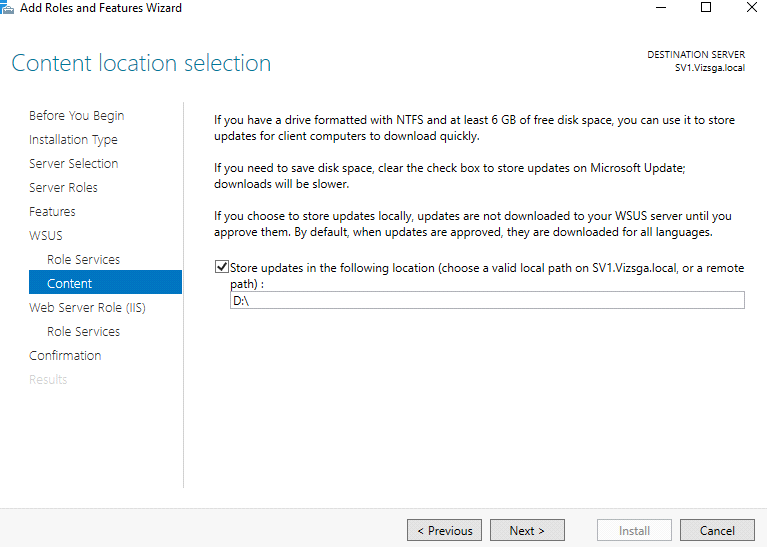 Add Roles and Features Wizard
Content location selection
DESTINATION SERVER
SV1.Vizsga.local
Before You Begin
Installation Type
Server Selection
Server Roles
Features
WSUS
Role Services
Content
Web Server Role (IIS)
Role Services
Confirmation
Results
If you have a drive formatted with NTFS and at least 6 GB of free disk space, you can use it to store
updates for client computers to download quickly.
If you need to save disk space, clear the check box to store updates on Microsoft Update;
downloads will be slower.
If you choose to store updates locally, updates are not downloaded to your WSUS server until you
approve them. By default, when updates are approved, they are downloaded for all languages.
Store updates in the following location (choose a valid local path on SV1.Vizsga.local, or a remote
path) :
D:\
< Previous
Next >
Install
Cancel